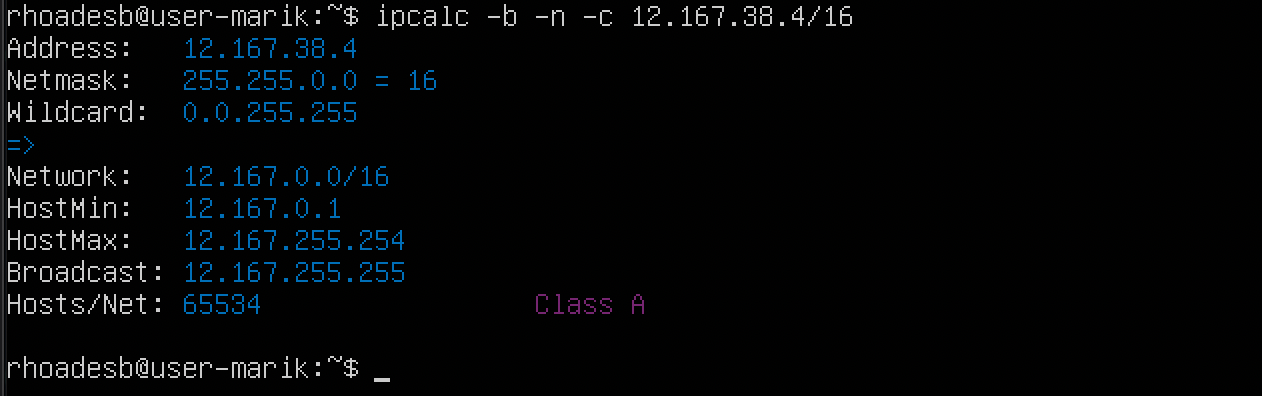 rhoadesb@user-marik:~$ ipcalc -b -n -c 12.167.38.4/16
Address:   12.167.38.4
Netmask:   255.255.0.0 = 16
Wildcard:  0.0.255.255
=>
Network:   12.167.0.0/16
HostMin:   12.167.0.1
HostMax:   12.167.255.254
Broadcast: 12.167.255.255
Hosts/Net: 65534                 Class A
rhoadesb@user-marik:~$ _